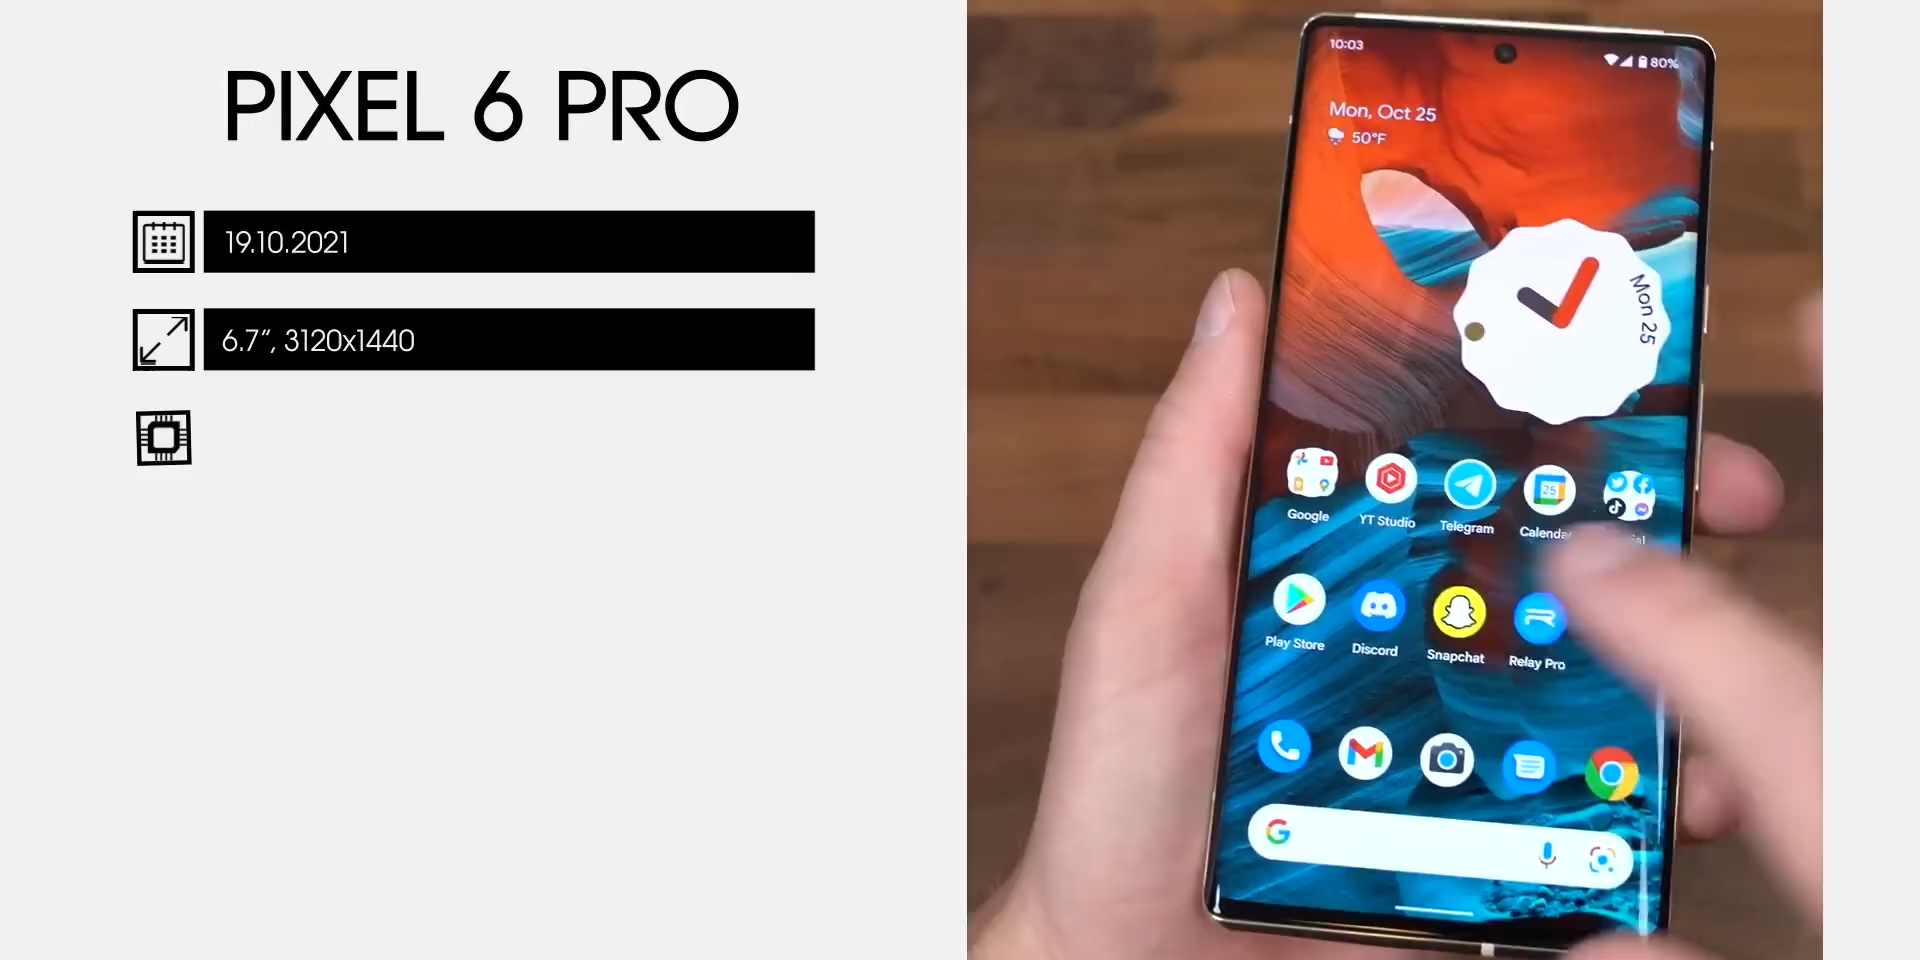 PIXEL 6 PRO
19.10.2021
6.7”, 3120x1440
10:03
80%
Mon, Oct 25
50°F
Mon 25
25
Google
YT Studio
Telegram
Play Store
Discord
Snapchat
Relay Pro
G